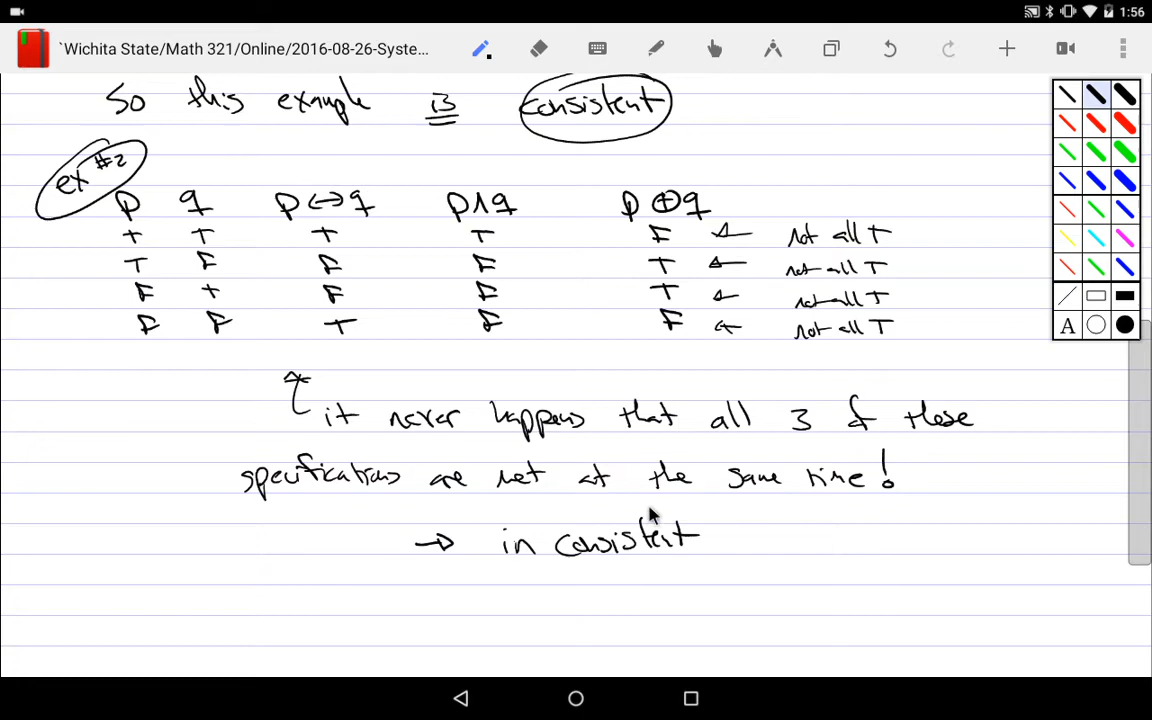 1:56
`Wichita State/Math 321/Online/2016-08-26-Syste...
So this example is consistent
ex #2
p q p ↔ q p ∧ q p ⊕ q
T T T T F ← not all T
T F F F T ← not all T
F T F F T ← not all T
F F T F F ← not all T
it never happens that all 3 of these
specifications are met at the same time!
→ in consistent
A